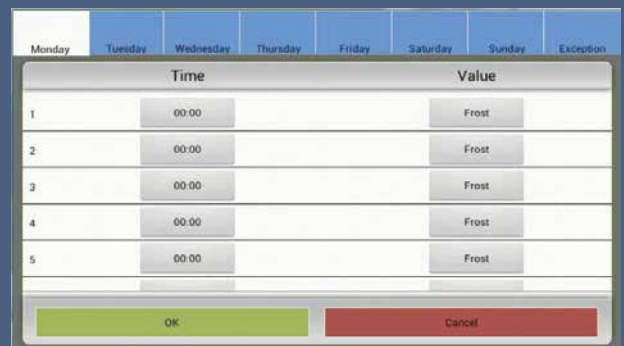 Monday Tuesday Wednesday Thursday Friday Saturday Sunday Exception
Time Value
1 00:00 Frost
2 00:00 Frost
3 00:00 Frost
4 00:00 Frost
5 00:00 Frost
OK Cancel